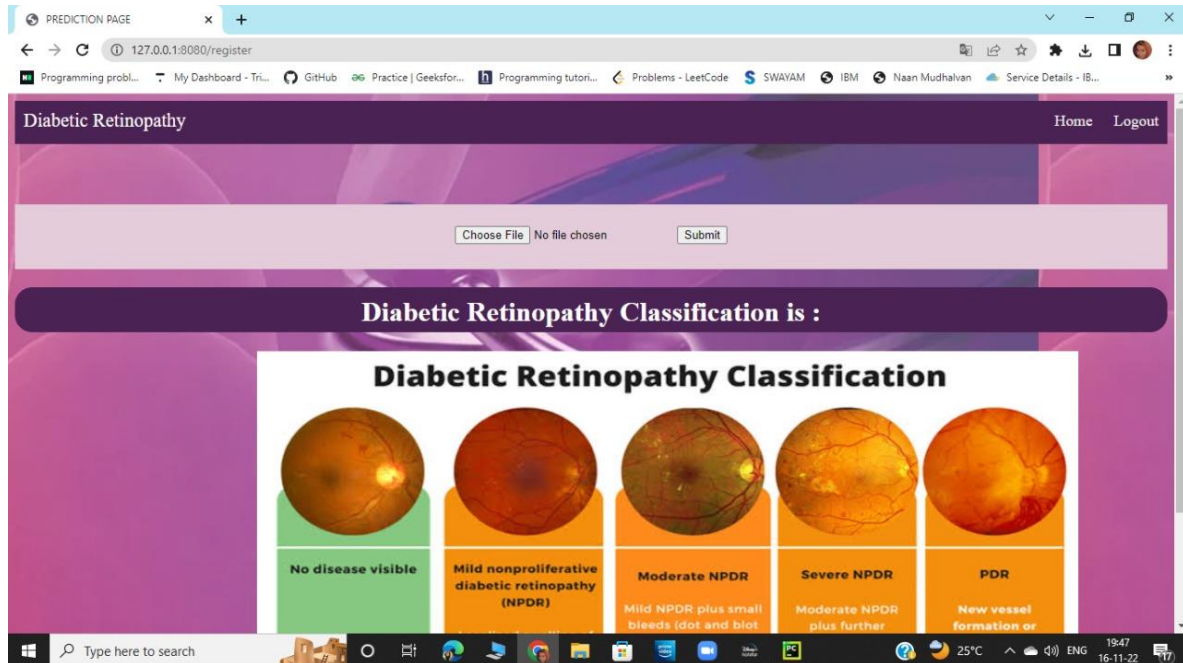 PREDICTION PAGE
127.0.0.1:8080/register
Programming probl... My Dashboard - Tri... GitHub Practice | Geeksfor... Programming tutori... Problems - LeetCode SWAYAM IBM Naan Mudhalvan Service Details - IB...
Diabetic Retinopathy Home Logout
Choose File No file chosen Submit
Diabetic Retinopathy Classification is :
Diabetic Retinopathy Classification
No disease visible
Mild nonproliferative
diabetic retinopathy
(NPDR)
Moderate NPDR
Mild NPDR plus small
bleeds (dot and blot
Severe NPDR
Moderate NPDR
plus further
PDR
New vessel
formation or
Type here to search
25°C ENG
19:47
16-11-22
17